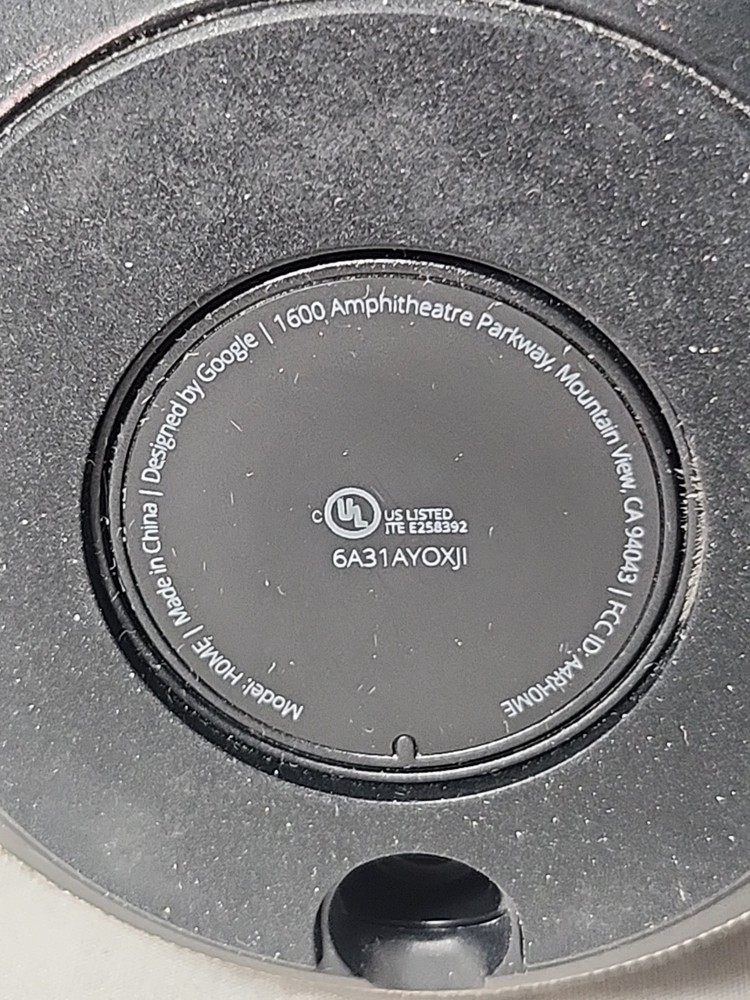 Model: H0ME | Made in China | Designed by Google | 1600 Amphitheatre Parkway, Mountain View, CA 94043 | FCC ID: A4RH0ME
c UL US LISTED
ITE E258392
6A31AYOXJI